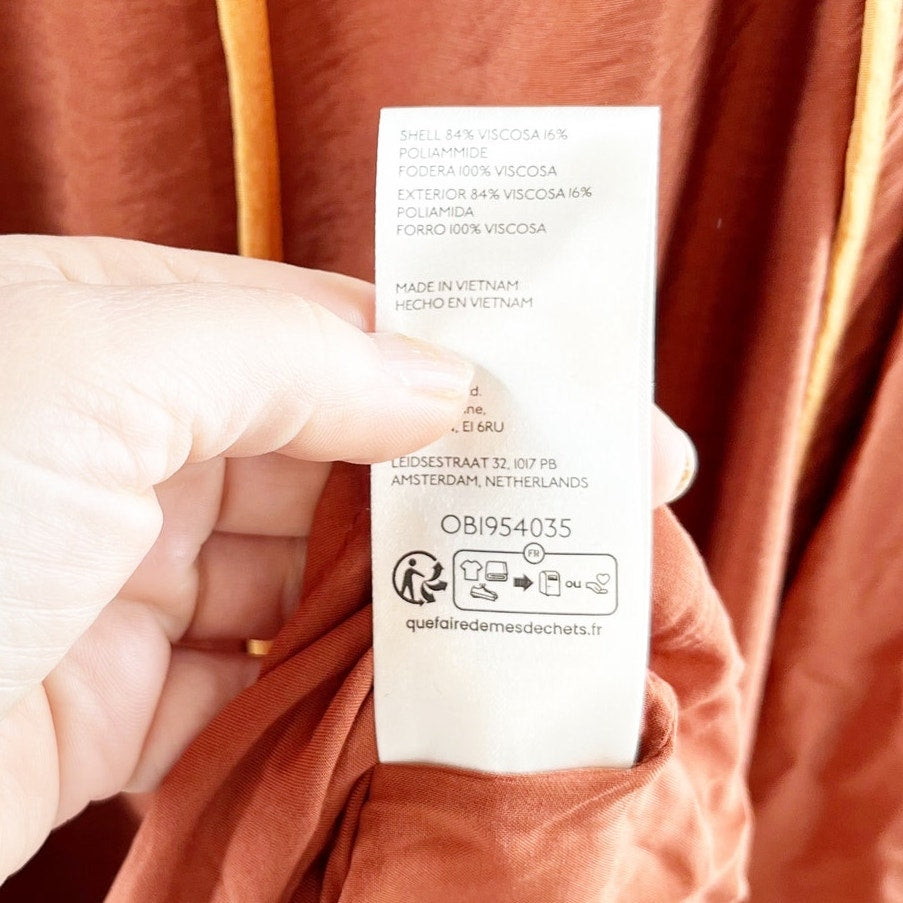 SHELL 84% VISCOSA 16%
POLIAMMIDE
FODERA 100% VISCOSA
EXTERIOR 84% VISCOSA 16%
POLIAMIDA
FORRO 100% VISCOSA
MADE IN VIETNAM
HECHO EN VIETNAM
E1 6RU
LEIDSESTRAAT 32, 1017 PB
AMSTERDAM, NETHERLANDS
OB1954035
FR
ou
quefairedemesdechets.fr